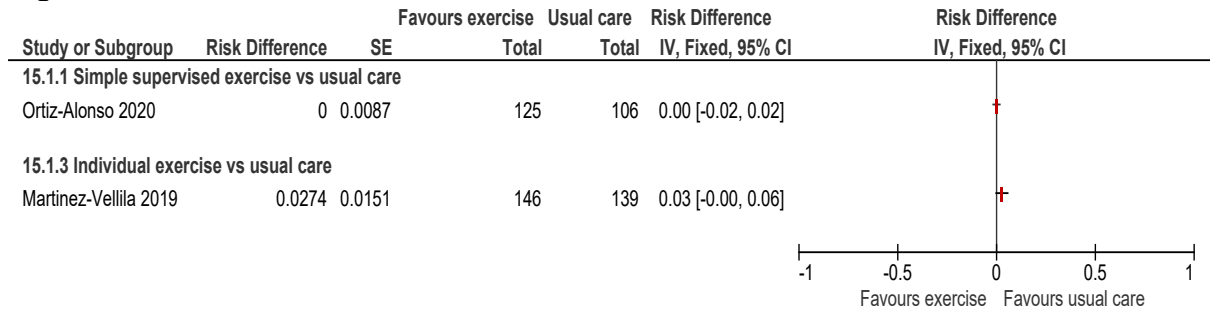 Favours exercise Usual care Risk Difference Risk Difference
Study or Subgroup Risk Difference SE Total Total IV, Fixed, 95% CI IV, Fixed, 95% CI
15.1.1 Simple supervised exercise vs usual care
Ortiz-Alonso 2020 0 0.0087 125 106 0.00 [-0.02, 0.02]
15.1.3 Individual exercise vs usual care
Martinez-Vellila 2019 0.0274 0.0151 146 139 0.03 [-0.00, 0.06]
-1 -0.5 0 0.5 1
Favours exercise Favours usual care